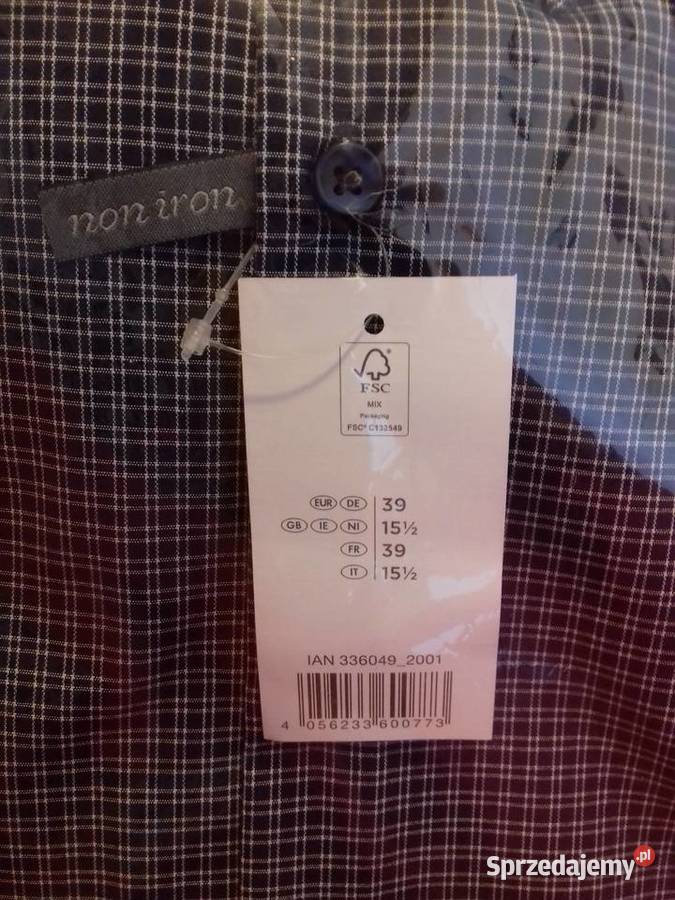 non iron
FSC®
MIX
Packaging
FSC® C132549
EUR DE 39
GB IE NI 15½
FR 39
IT 15½
IAN 336049_2001
4 056233 600773
Sprzedajemy.pl